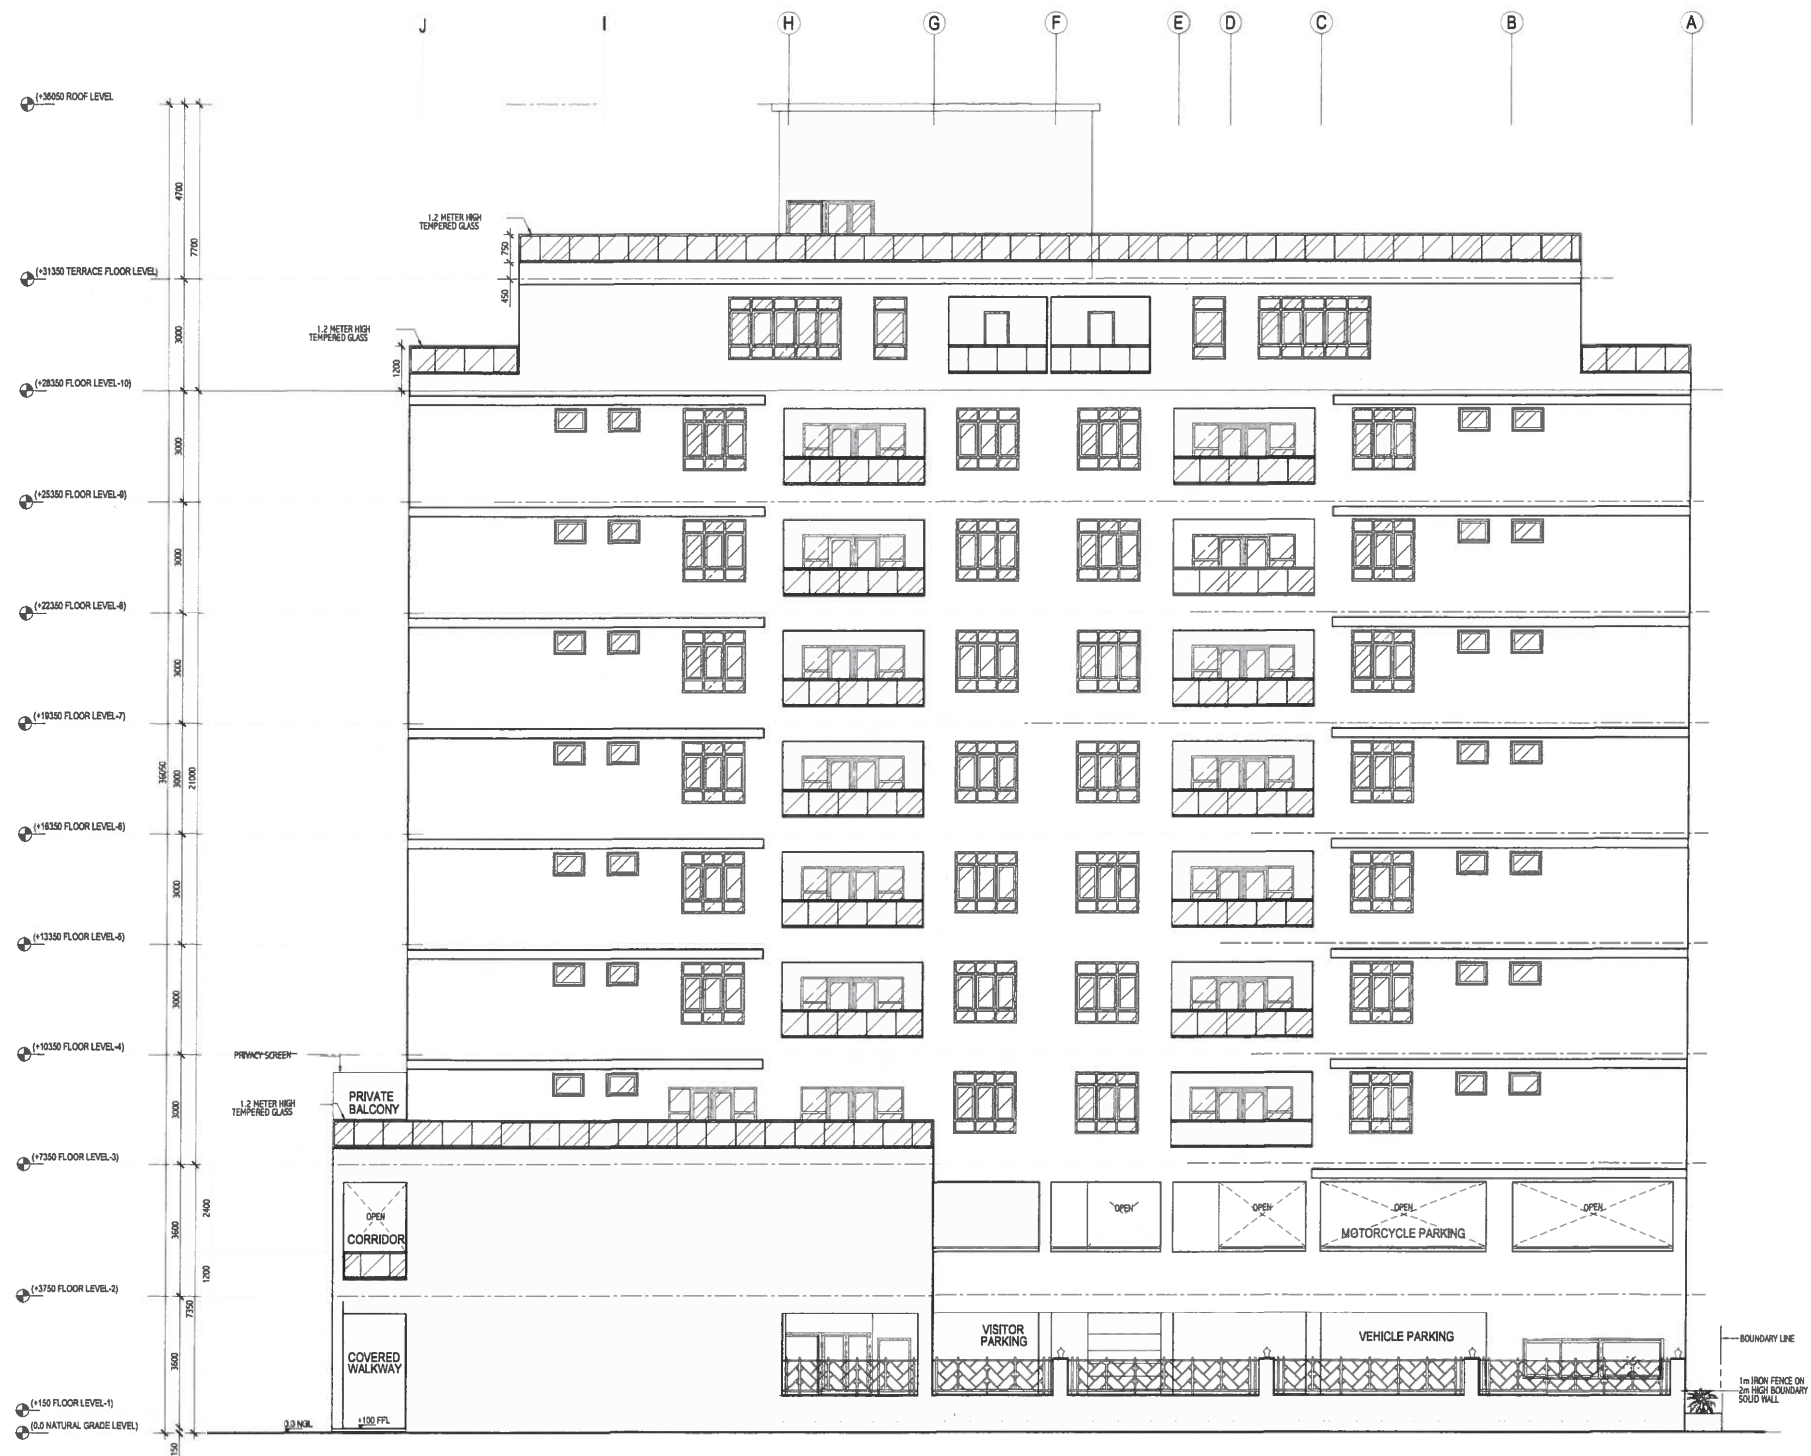 J I H G F E D C B A
(+36050 ROOF LEVEL
4700
7700
1.2 METER HIGH
TEMPERED GLASS
750
(+31350 TERRACE FLOOR LEVEL)
450
3000
1.2 METER HIGH
TEMPERED GLASS
1200
(+28350 FLOOR LEVEL-10)
3000
(+25350 FLOOR LEVEL-9)
3000
(+22350 FLOOR LEVEL-8)
3000
(+19350 FLOOR LEVEL-7)
36050
3000
21000
(+16350 FLOOR LEVEL-6)
3000
(+13350 FLOOR LEVEL-5)
3000
(+10350 FLOOR LEVEL-4)
PRIVACY SCREEN
PRIVATE
BALCONY
1.2 METER HIGH
TEMPERED GLASS
3000
(+7350 FLOOR LEVEL-3)
2400
3600
OPEN
CORRIDOR
OPEN
OPEN
OPEN
MOTORCYCLE PARKING
OPEN
1200
(+3750 FLOOR LEVEL-2)
7350
VISITOR
PARKING
VEHICLE PARKING
BOUNDARY LINE
3600
COVERED
WALKWAY
1m IRON FENCE ON
2m HIGH BOUNDARY
SOLID WALL
(+150 FLOOR LEVEL-1)
(0.0 NATURAL GRADE LEVEL)
0.0 NGL
+100 FFL
150